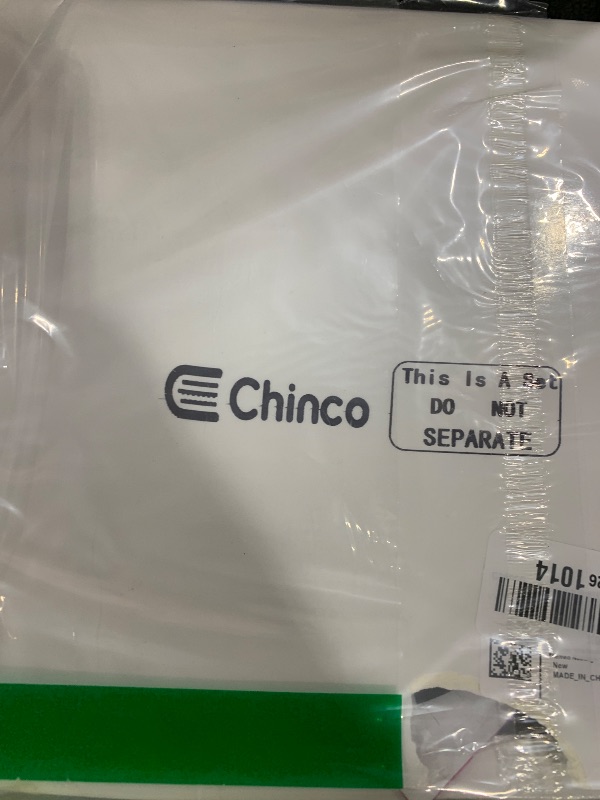 Chinco
This Is A Set
DO NOT
SEPARATE
1014
New
MADE_IN_CH